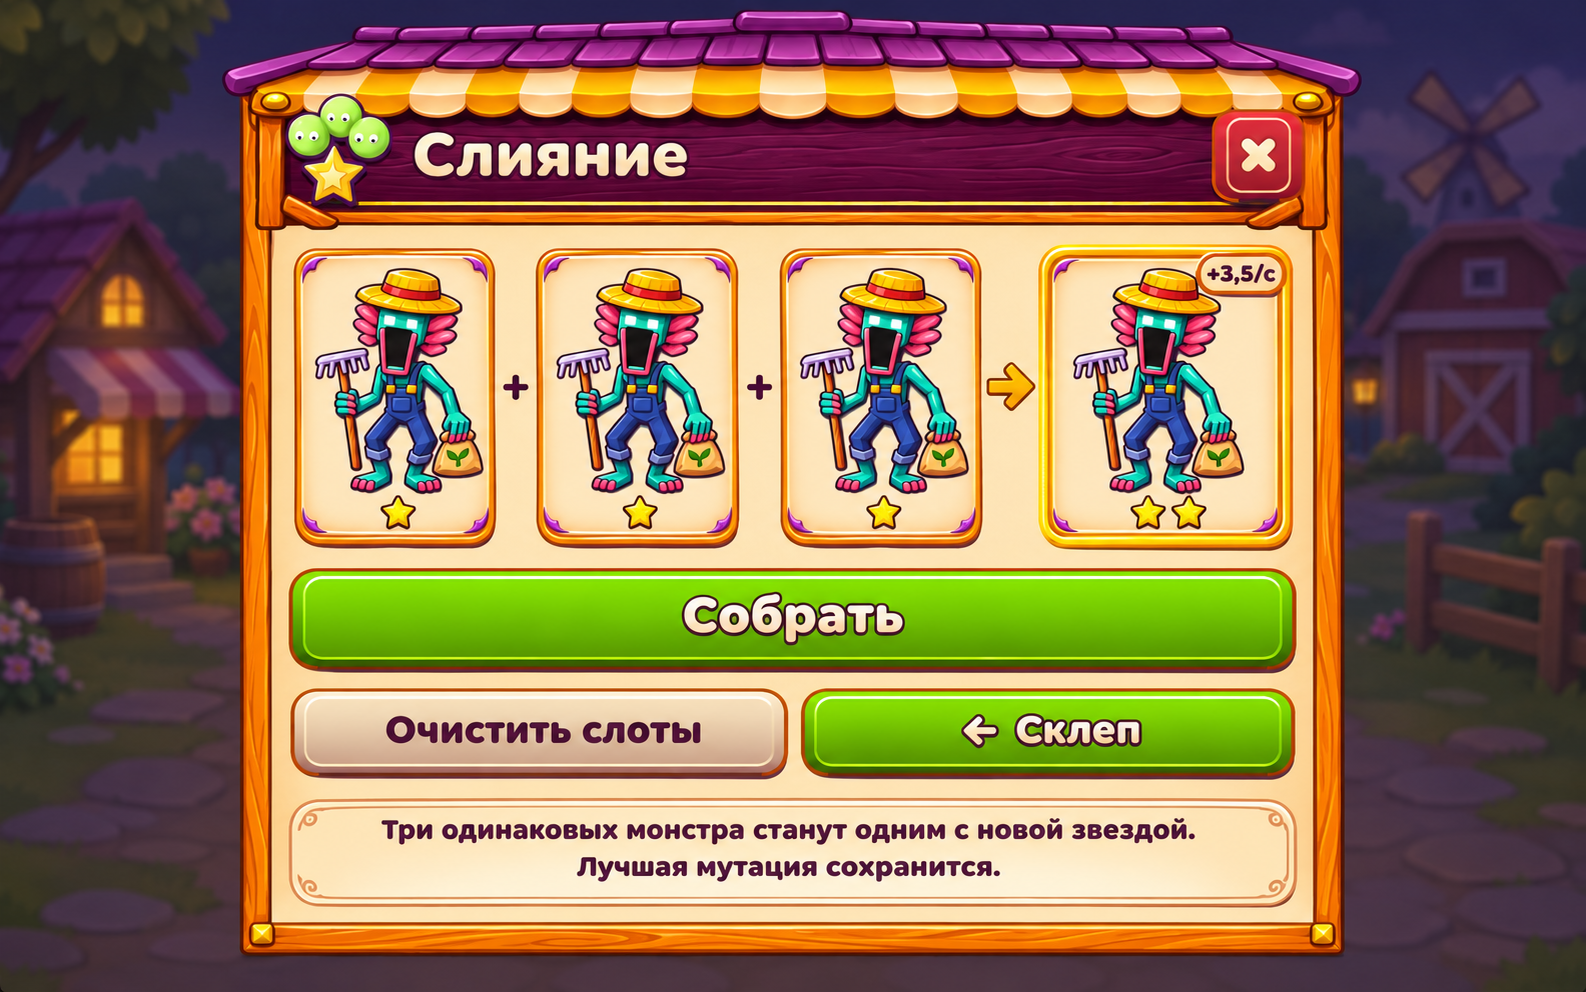 Слияние
+3,5/с
+
+
Собрать
Очистить слоты
← Склеп
Три одинаковых монстра станут одним с новой звездой.
Лучшая мутация сохранится.